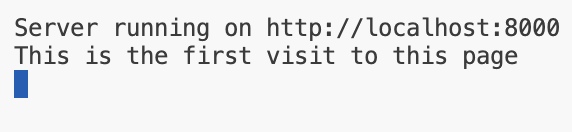 Server running on http://localhost:8000
This is the first visit to this page